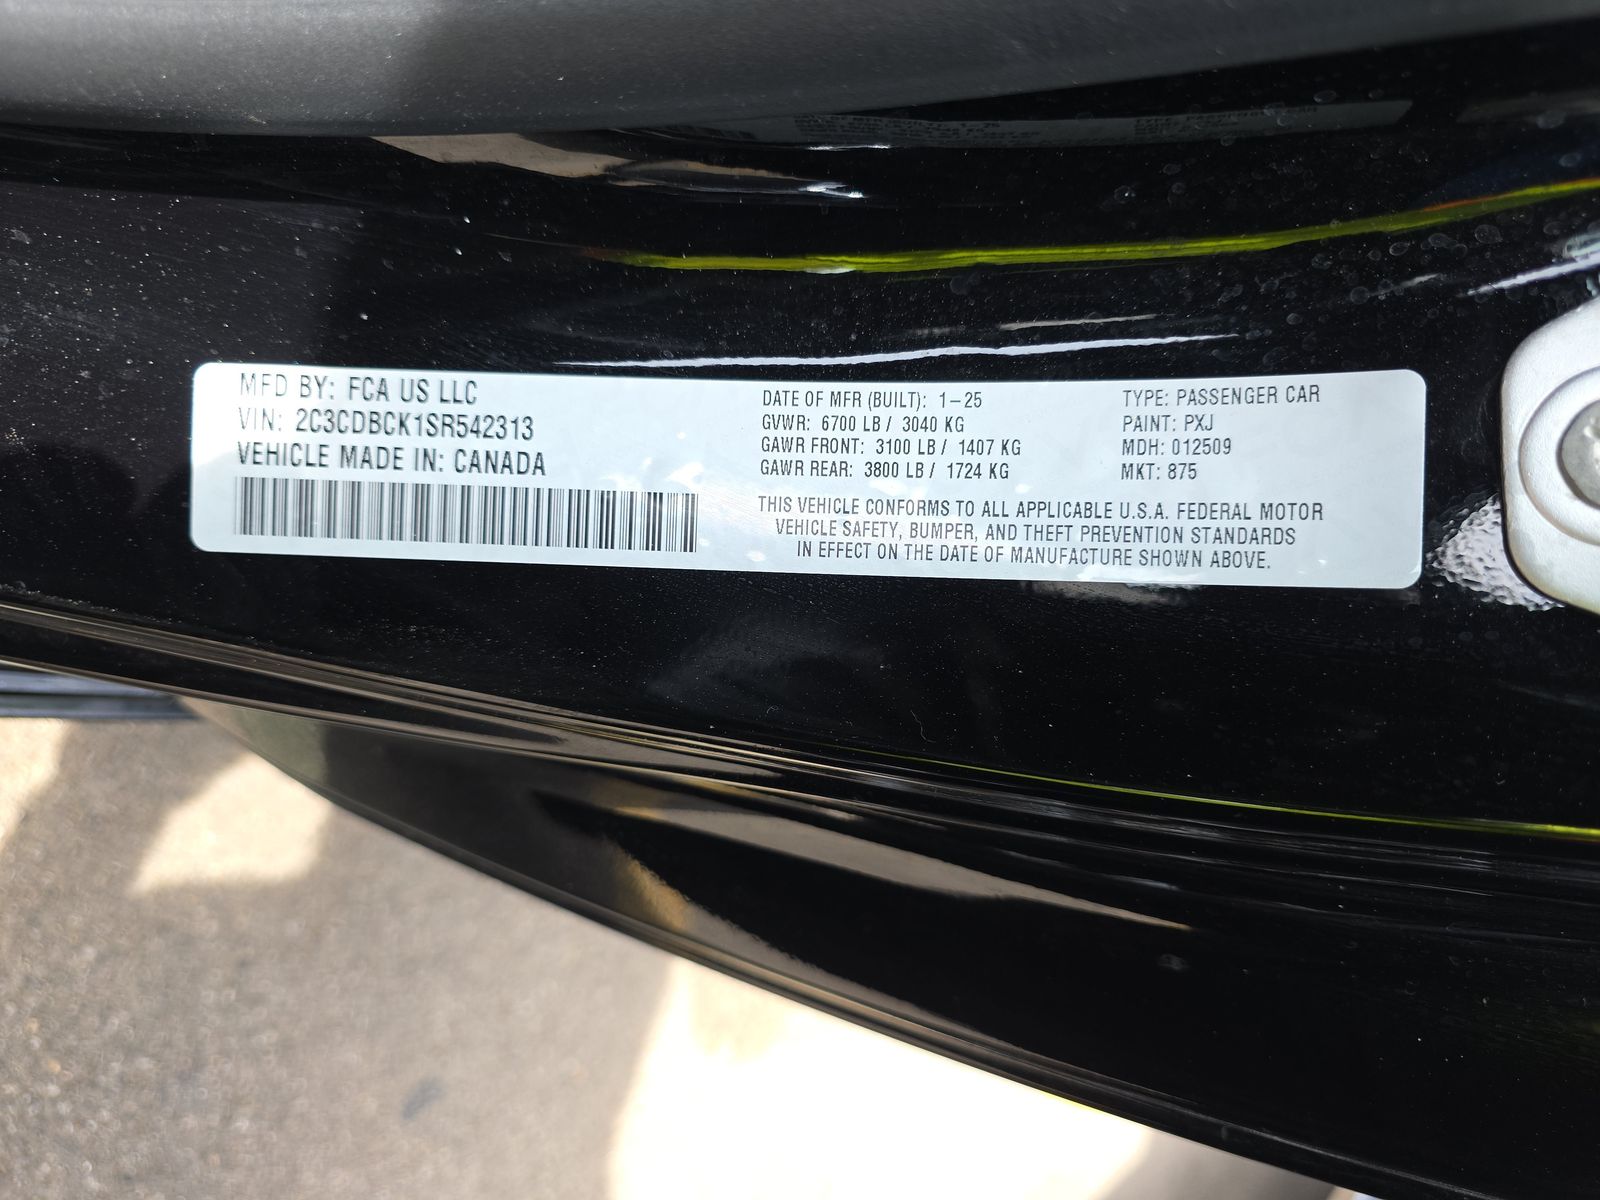 MFD BY: FCA US LLC
VIN: 2C3CDBCK1SR542313
VEHICLE MADE IN: CANADA
DATE OF MFR (BUILT): 1-25
GVWR: 6700 LB / 3040 KG
GAWR FRONT: 3100 LB / 1407 KG
GAWR REAR: 3800 LB / 1724 KG
TYPE: PASSENGER CAR
PAINT: PXJ
MDH: 012509
MKT: 875
THIS VEHICLE CONFORMS TO ALL APPLICABLE U.S.A. FEDERAL MOTOR
VEHICLE SAFETY, BUMPER, AND THEFT PREVENTION STANDARDS
IN EFFECT ON THE DATE OF MANUFACTURE SHOWN ABOVE.